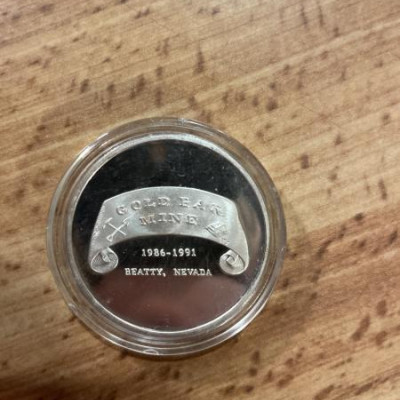 GOLD BAR
MINE
1986-1991
BEATTY, NEVADA